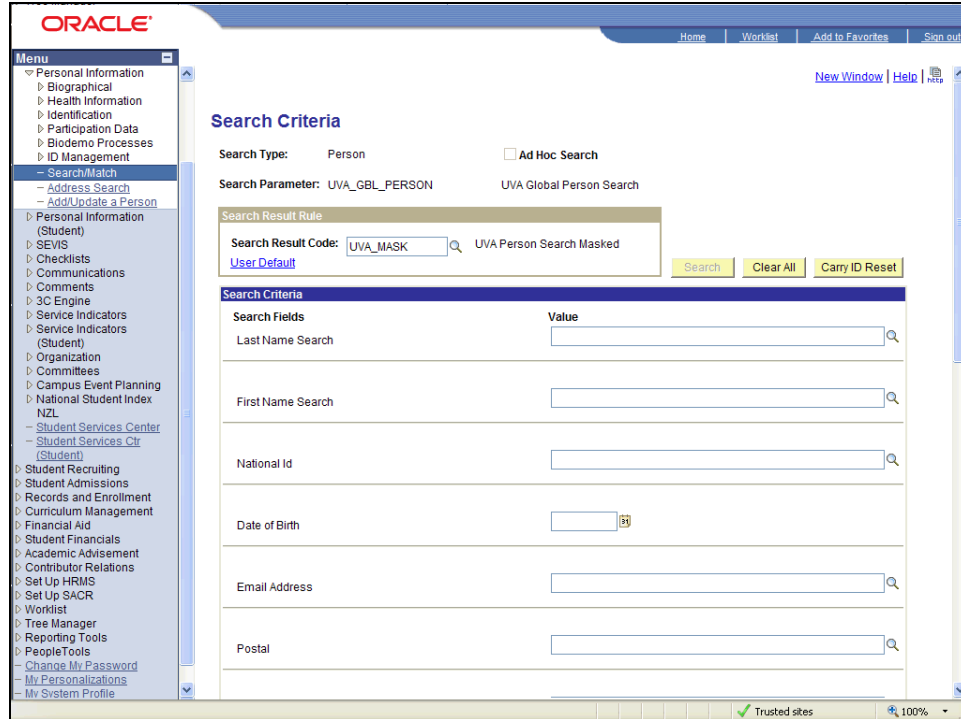 ORACLE'
Home
Worklist
Add to Favorites
Sign out
Menu
Personal Information
Biographical
Health Information
Identification
Participation Data
Biodemo Processes
ID Management
Search/Match
Address Search
Add/Update a Person
Personal Information
(Student)
SEVIS
Checklists
Communications
Comments
3C Engine
Service Indicators
Service Indicators
(Student)
Organization
Committees
Campus Event Planning
National Student Index
NZL
Student Services Center
Student Services Ctr
(Student)
Student Recruiting
Student Admissions
Records and Enrollment
Curriculum Management
Financial Aid
Student Financials
Academic Advisement
Contributor Relations
Set Up HRMS
Set Up SACR
Worklist
Tree Manager
Reporting Tools
PeopleTools
Change My Password
My Personalizations
My System Profile
New Window | Help | http
Search Criteria
Search Type: Person Ad Hoc Search
Search Parameter: UVA_GBL_PERSON UVA Global Person Search
Search Result Rule
Search Result Code: UVA_MASK UVA Person Search Masked
User Default
Search Clear All Carry ID Reset
Search Criteria
Search Fields Value
Last Name Search
First Name Search
National Id
Date of Birth 31
Email Address
Postal
Trusted sites 100%